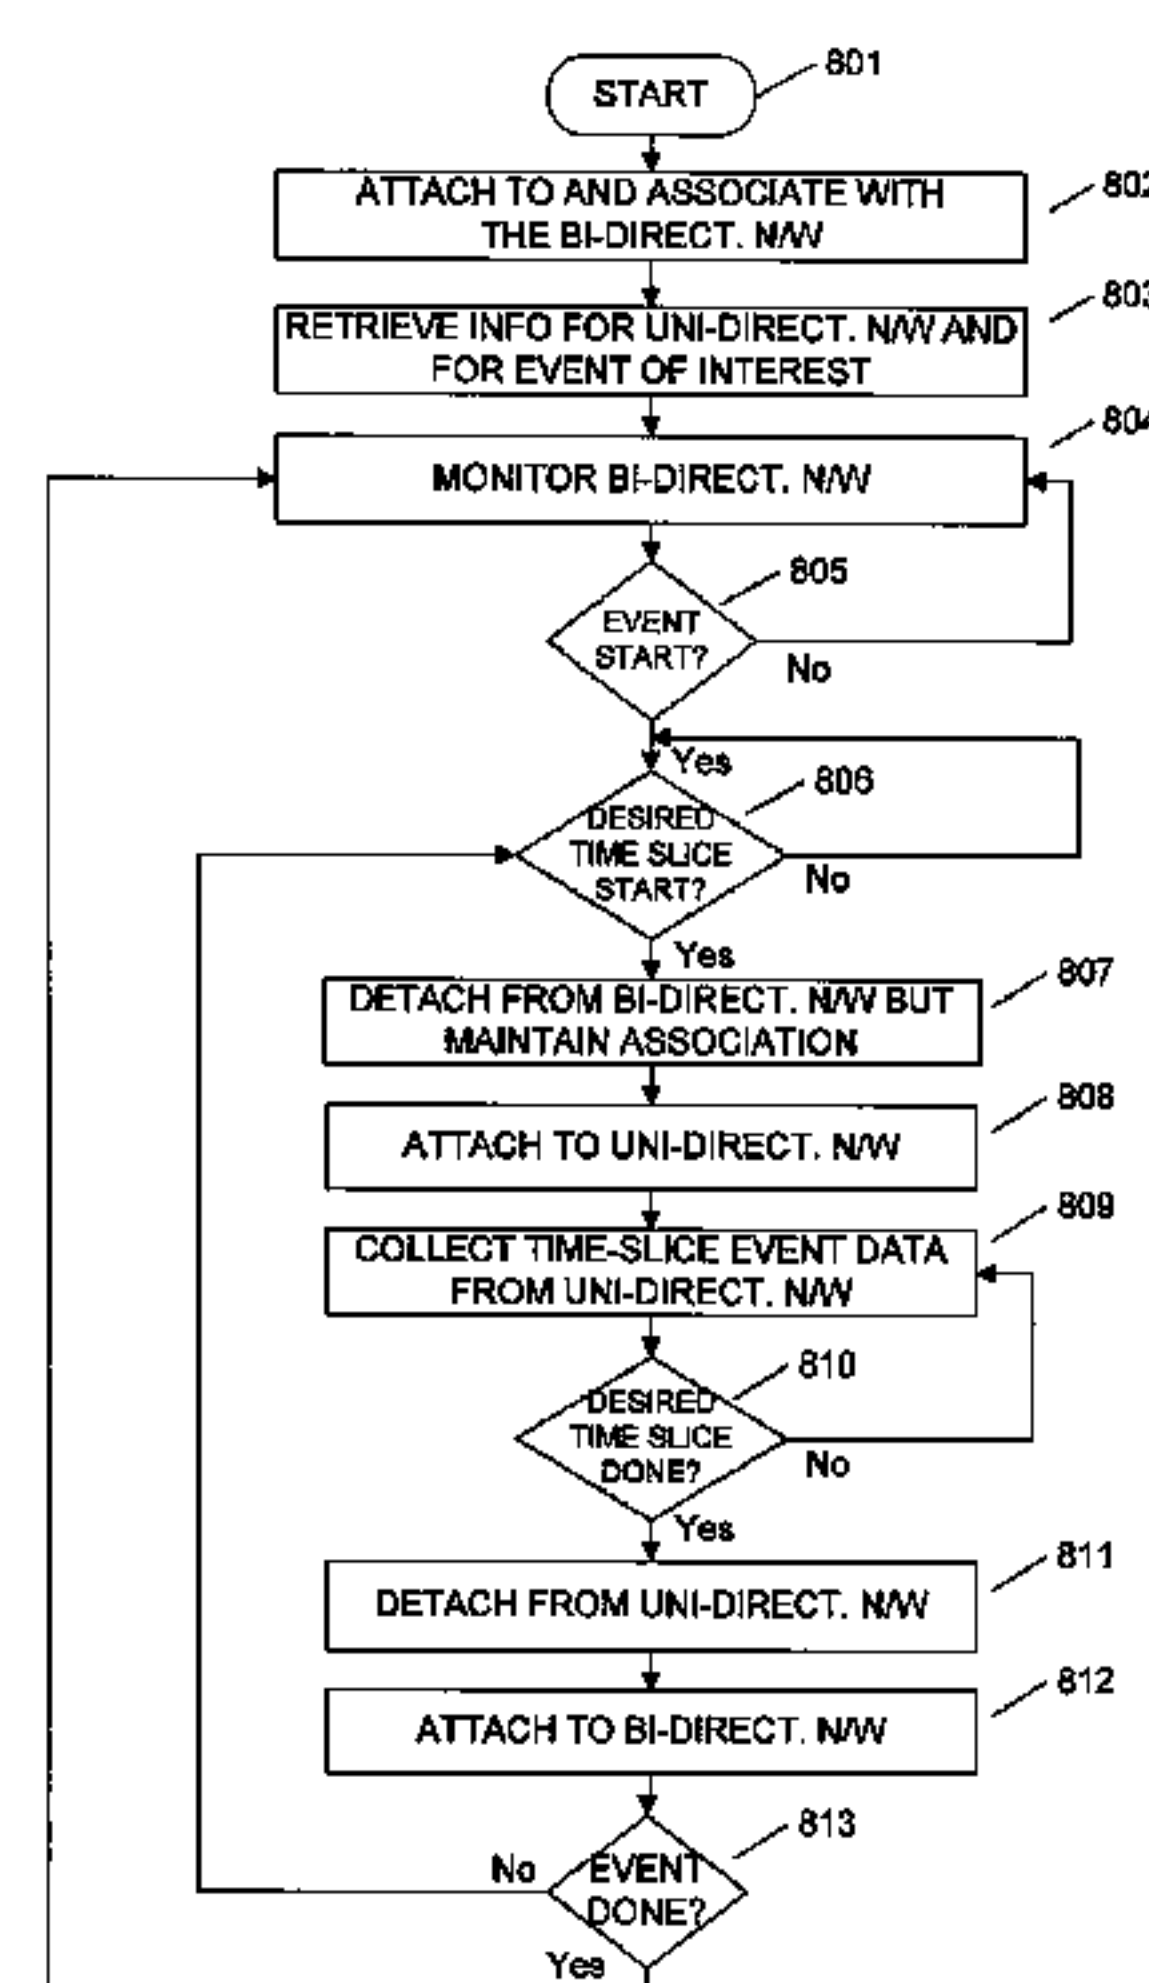 801
START
802
ATTACH TO AND ASSOCIATE WITH
THE BI-DIRECT. N/W
803
RETRIEVE INFO FOR UNI-DIRECT. N/W AND
FOR EVENT OF INTEREST
804
MONITOR BI-DIRECT. N/W
805
EVENT
START?
No
Yes
806
DESIRED
TIME SLICE
START?
No
Yes
807
DETACH FROM BI-DIRECT. N/W BUT
MAINTAIN ASSOCIATION
808
ATTACH TO UNI-DIRECT. N/W
809
COLLECT TIME-SLICE EVENT DATA
FROM UNI-DIRECT. N/W
810
DESIRED
TIME SLICE
DONE?
No
Yes
811
DETACH FROM UNI-DIRECT. N/W
812
ATTACH TO BI-DIRECT. N/W
813
No
EVENT
DONE?
Yes